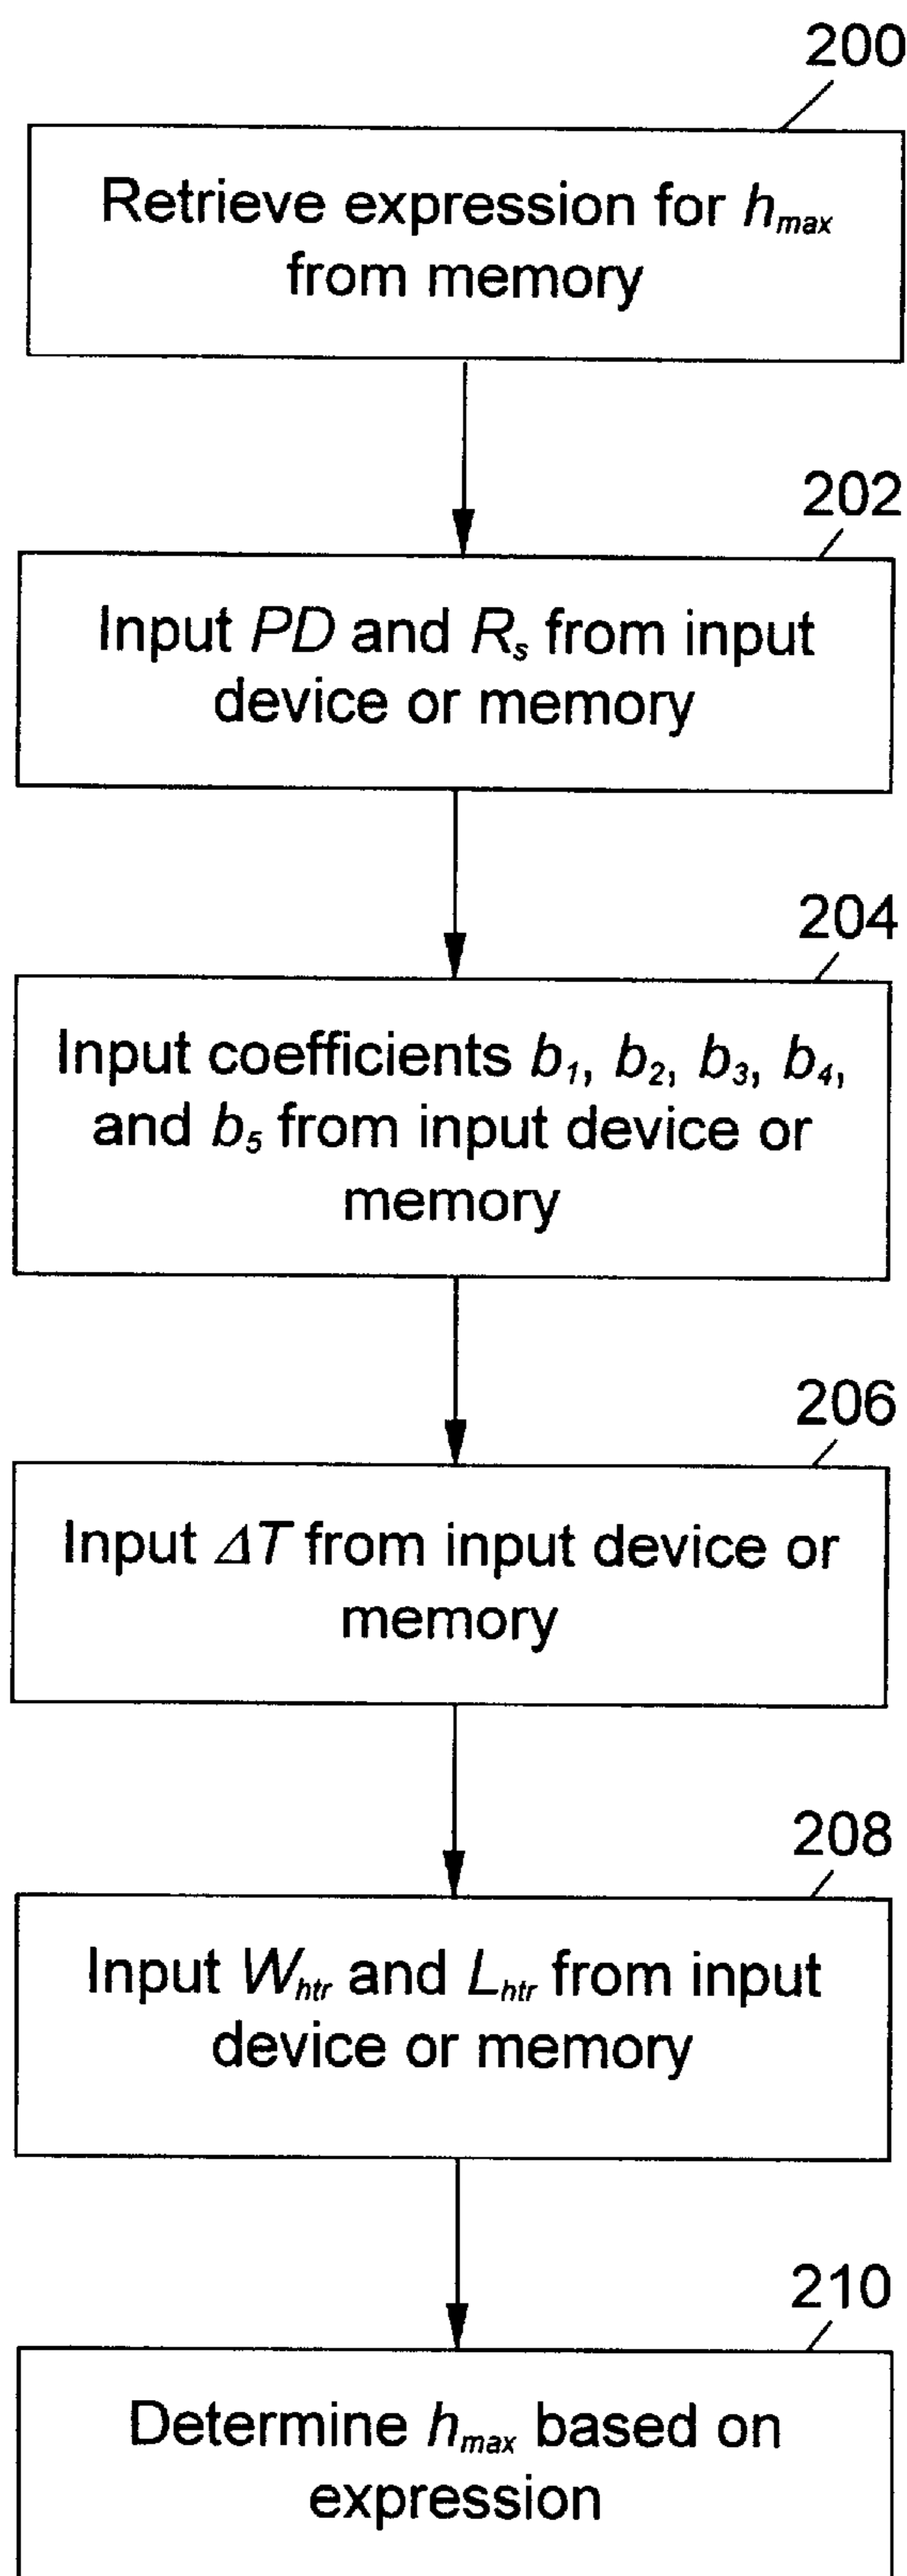 200
Retrieve expression for hmax
from memory
202
Input PD and Rs from input
device or memory
204
Input coefficients b1, b2, b3, b4,
and b5 from input device or
memory
206
Input ΔT from input device or
memory
208
Input Whtr and Lhtr from input
device or memory
210
Determine hmax based on
expression